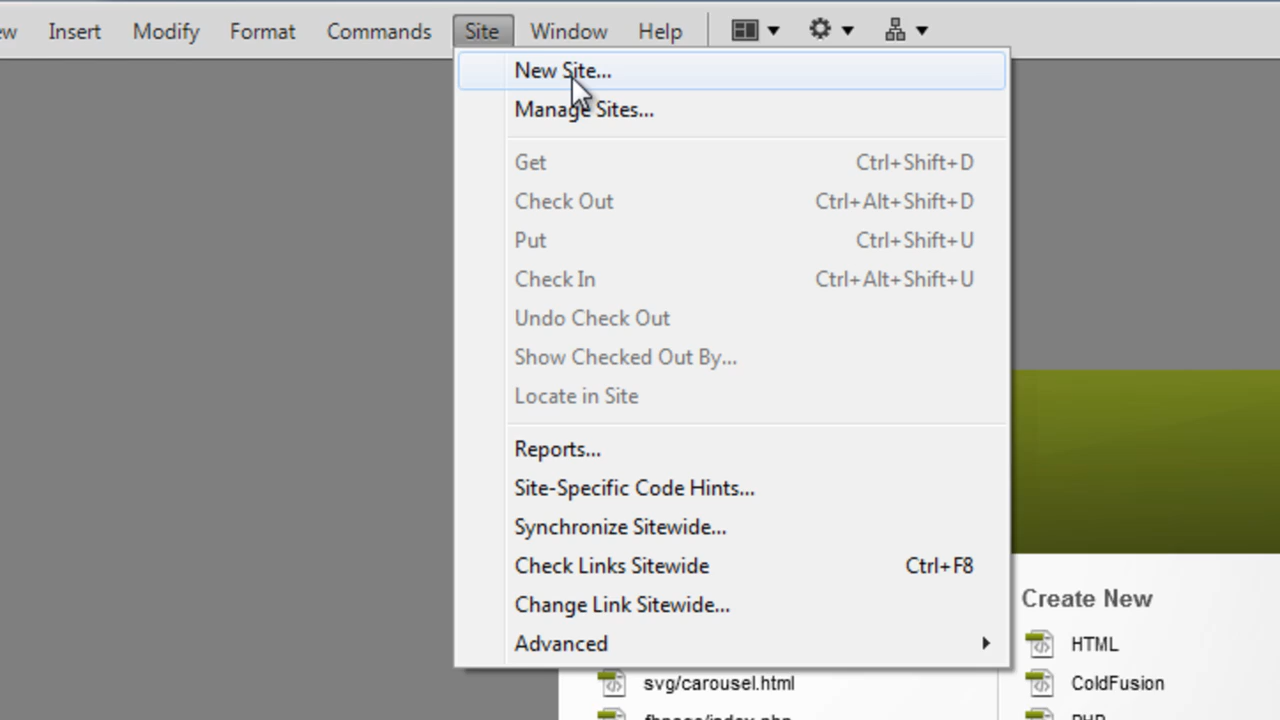 ew Insert Modify Format Commands Site Window Help
New Site...
Manage Sites...
Get Ctrl+Shift+D
Check Out Ctrl+Alt+Shift+D
Put Ctrl+Shift+U
Check In Ctrl+Alt+Shift+U
Undo Check Out
Show Checked Out By...
Locate in Site
Reports...
Site-Specific Code Hints...
Synchronize Sitewide...
Check Links Sitewide Ctrl+F8
Change Link Sitewide...
Advanced
Create New
HTML
svg/carousel.html
ColdFusion
PHP